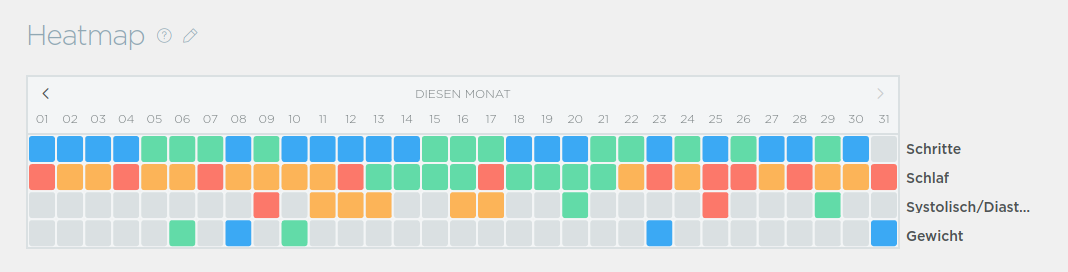 Heatmap ?
DIESEN MONAT
01 02 03 04 05 06 07 08 09 10 11 12 13 14 15 16 17 18 19 20 21 22 23 24 25 26 27 28 29 30 31
Schritte
Schlaf
Systolisch/Diast...
Gewicht